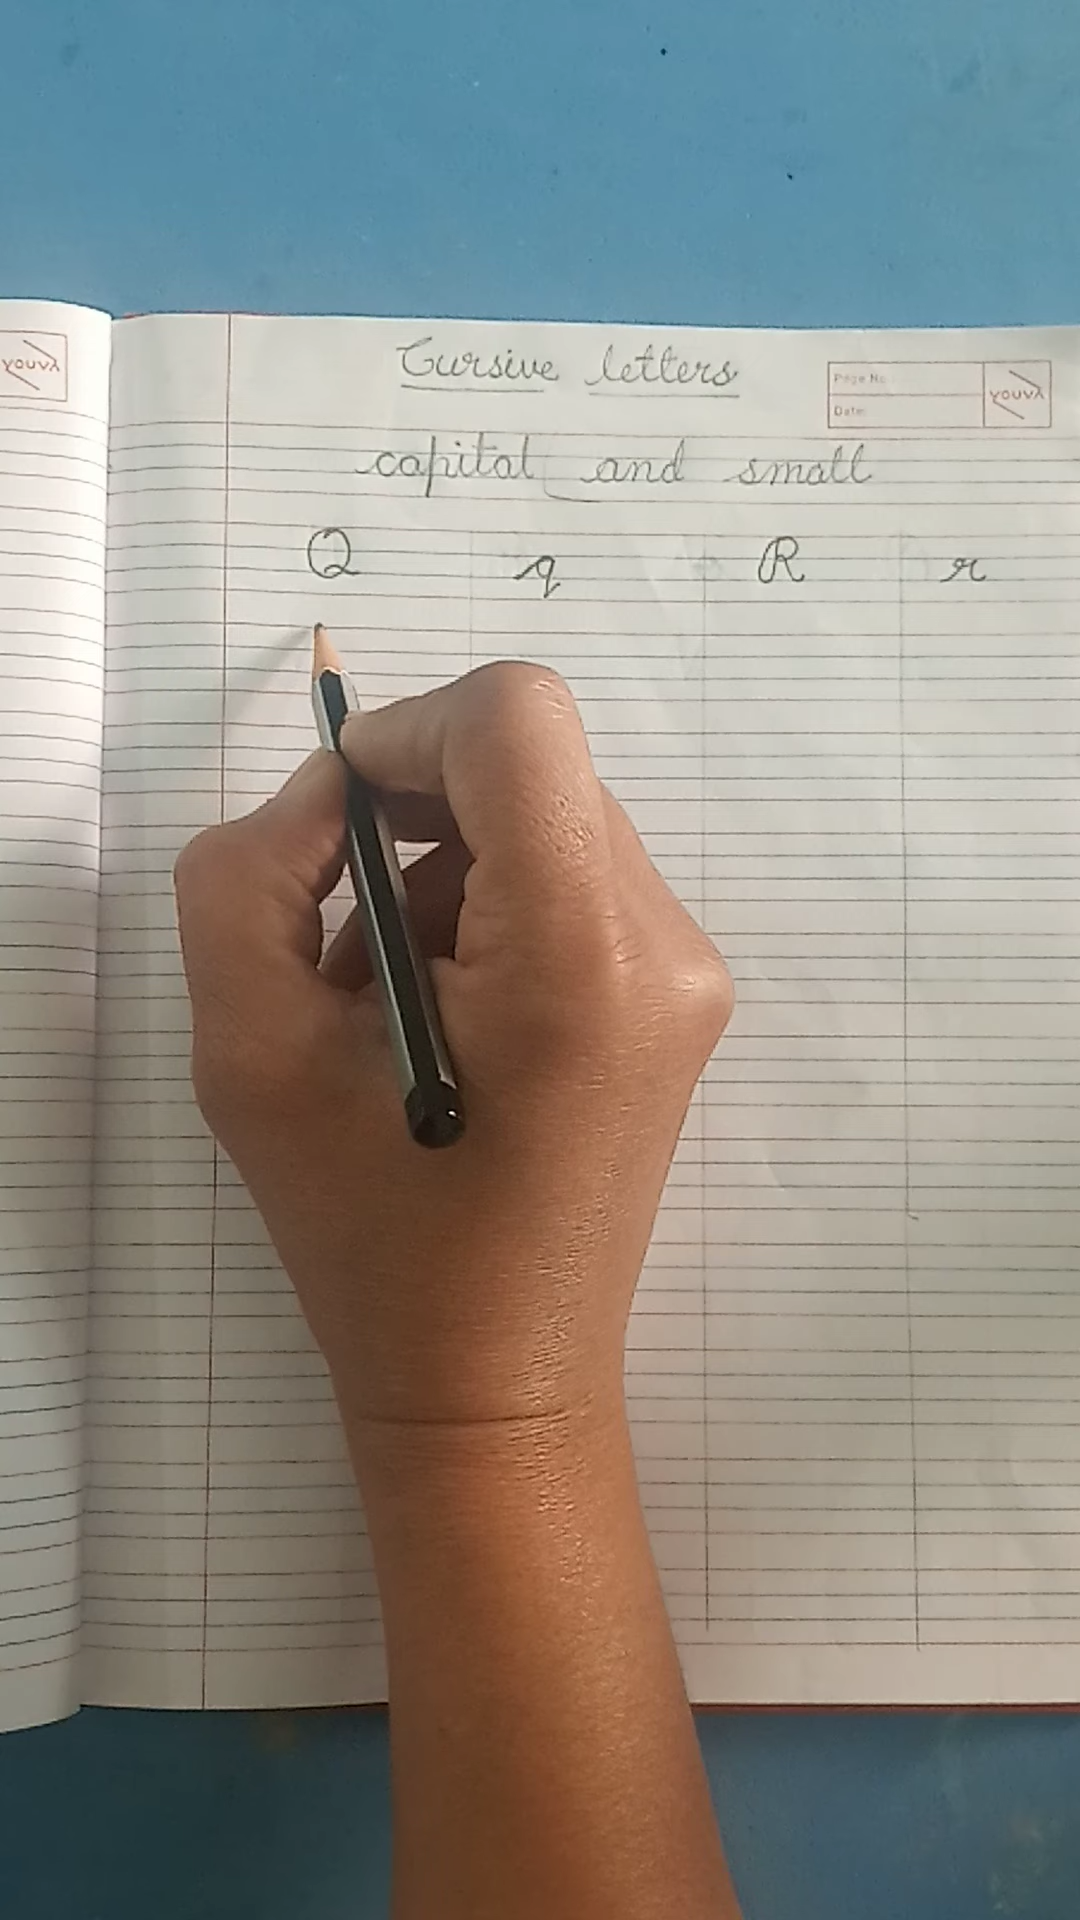 Cursive letters
Page No.
Date:
YOUVA
YOUVA
capital and small
Q q R r